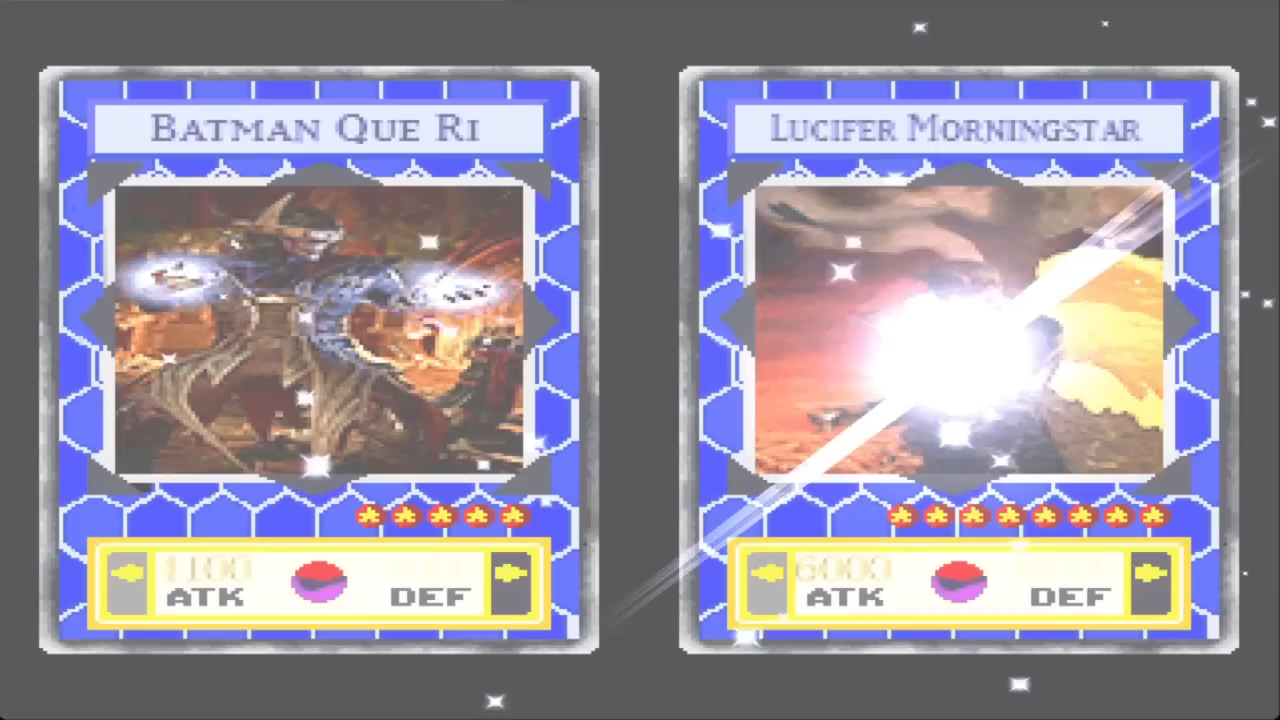 BATMAN QUE RI
1100
ATK
DEF
LUCIFER MORNINGSTAR
6000
ATK
DEF